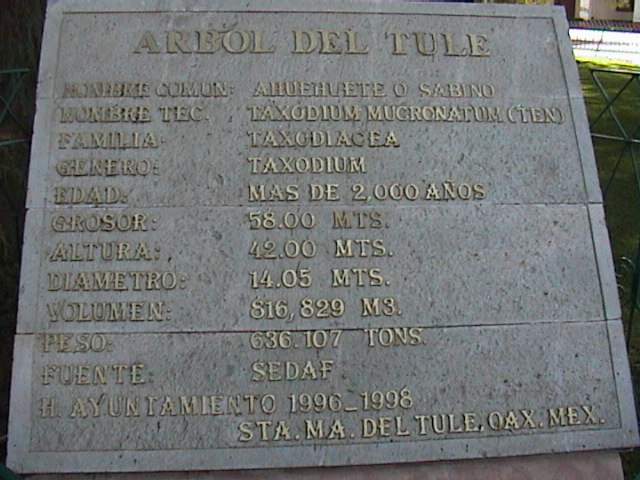 ARBOL DEL TULE
NOMBRE COMUN: AHUEHUETE O SABINO
NOMBRE TEC. TAXODIUM MUCRONATUM (TEN)
FAMILIA: TAXODIACEA
GENERO: TAXODIUM
EDAD: MAS DE 2,000 AÑOS
GROSOR: 58.00 MTS.
ALTURA: 42.00 MTS.
DIAMETRO: 14.05 MTS.
VOLUMEN: 816,829 M3.
PESO: 636.107 TONS.
FUENTE: SEDAF
H. AYUNTAMIENTO 1996-1998
STA. MA. DEL TULE, OAX. MEX.